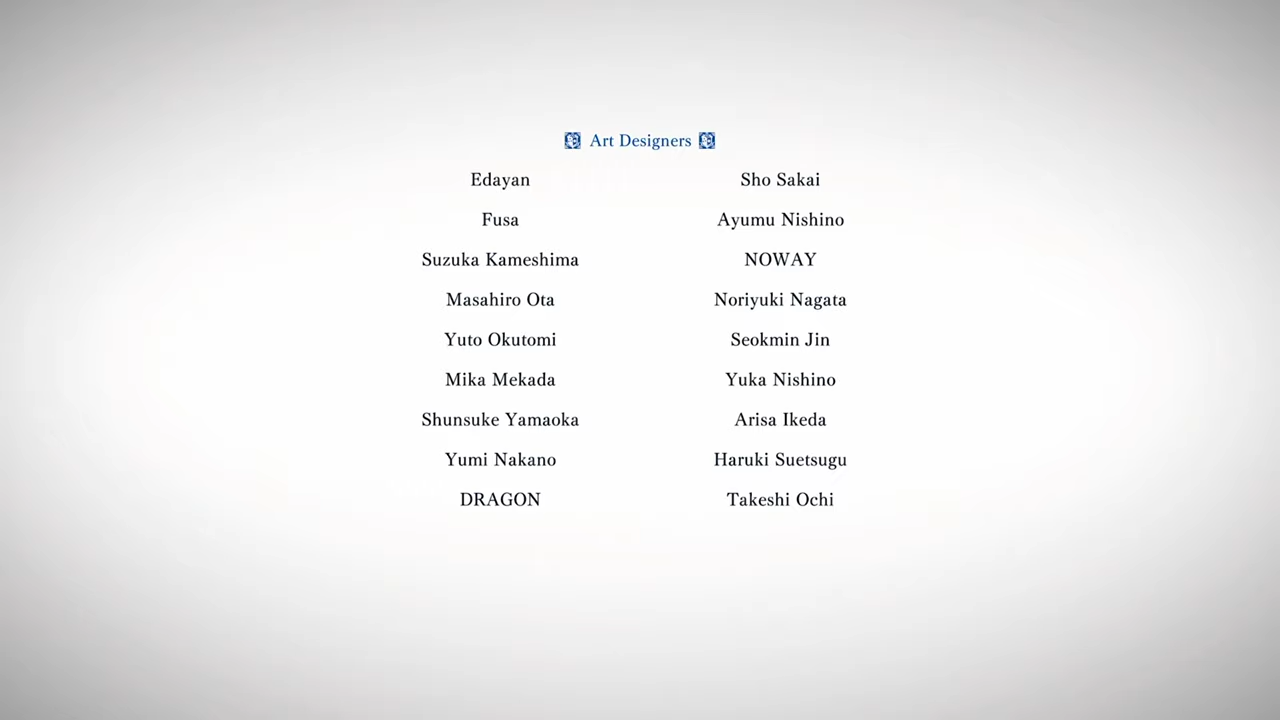 Art Designers
Edayan Sho Sakai
Fusa Ayumu Nishino
Suzuka Kameshima NOWAY
Masahiro Ota Noriyuki Nagata
Yuto Okutomi Seokmin Jin
Mika Mekada Yuka Nishino
Shunsuke Yamaoka Arisa Ikeda
Yumi Nakano Haruki Suetsugu
DRAGON Takeshi Ochi